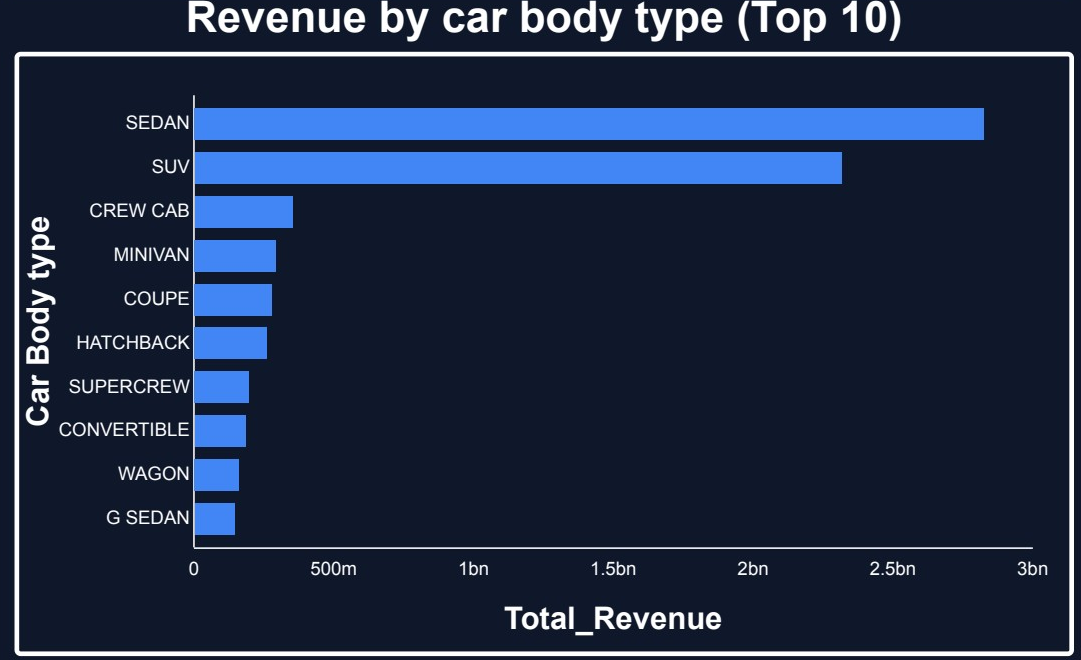 Revenue by car body type (Top 10)
Car Body type
SEDAN
SUV
CREW CAB
MINIVAN
COUPE
HATCHBACK
SUPERCREW
CONVERTIBLE
WAGON
G SEDAN
0 500m 1bn 1.5bn 2bn 2.5bn 3bn
Total_Revenue